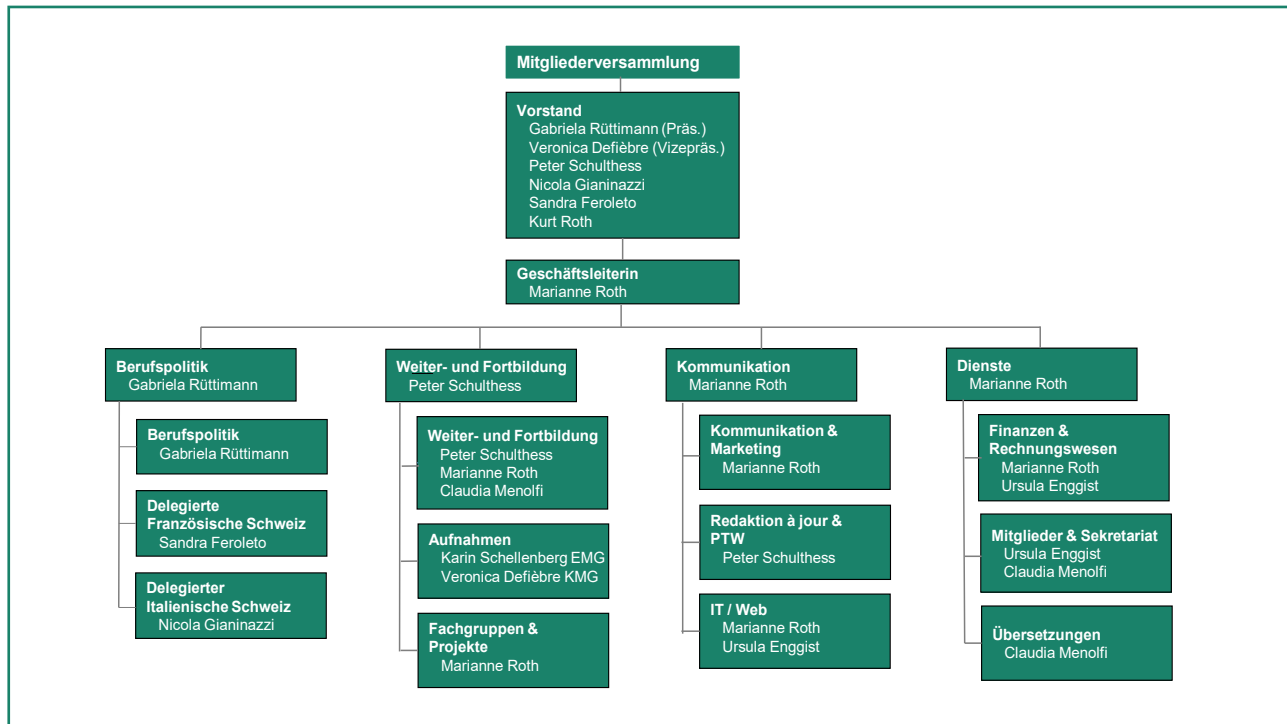 Mitgliederversammlung
Vorstand
Gabriela Rüttimann (Präs.)
Veronica Defièbre (Vizepräs.)
Peter Schulthess
Nicola Gianinazzi
Sandra Feroleto
Kurt Roth
Geschäftsleiterin
Marianne Roth
Berufspolitik
Gabriela Rüttimann
Berufspolitik
Gabriela Rüttimann
Delegierte
Französische Schweiz
Sandra Feroleto
Delegierter
Italienische Schweiz
Nicola Gianinazzi
Weiter- und Fortbildung
Peter Schulthess
Weiter- und Fortbildung
Peter Schulthess
Marianne Roth
Claudia Menolfi
Aufnahmen
Karin Schellenberg EMG
Veronica Defièbre KMG
Fachgruppen &
Projekte
Marianne Roth
Kommunikation
Marianne Roth
Kommunikation &
Marketing
Marianne Roth
Redaktion à jour &
PTW
Peter Schulthess
IT / Web
Marianne Roth
Ursula Enggist
Dienste
Marianne Roth
Finanzen &
Rechnungswesen
Marianne Roth
Ursula Enggist
Mitglieder & Sekretariat
Ursula Enggist
Claudia Menolfi
Übersetzungen
Claudia Menolfi